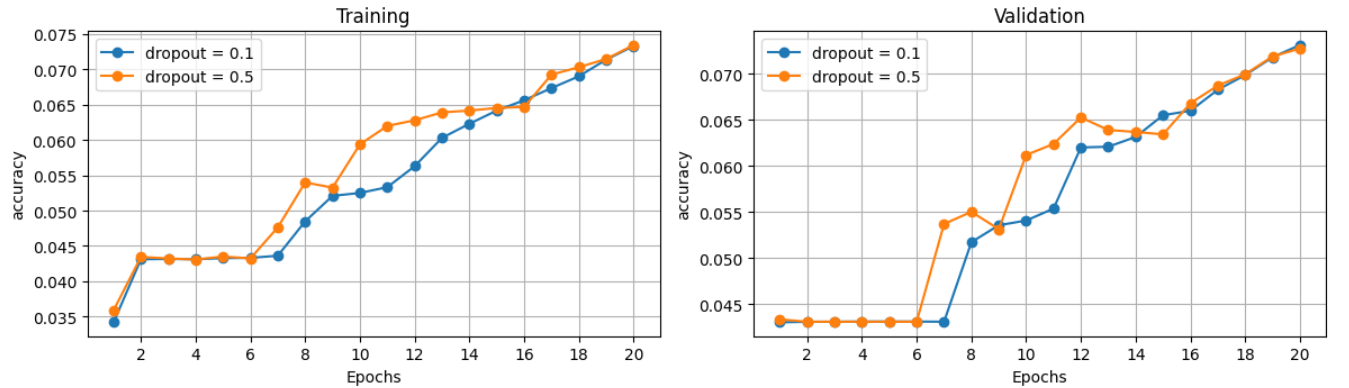 Training
dropout = 0.1
dropout = 0.5
0.075
0.070
0.065
0.060
0.055
0.050
0.045
0.040
0.035
accuracy
2 4 6 8 10 12 14 16 18 20
Epochs
Validation
dropout = 0.1
dropout = 0.5
0.070
0.065
0.060
0.055
0.050
0.045
accuracy
2 4 6 8 10 12 14 16 18 20
Epochs